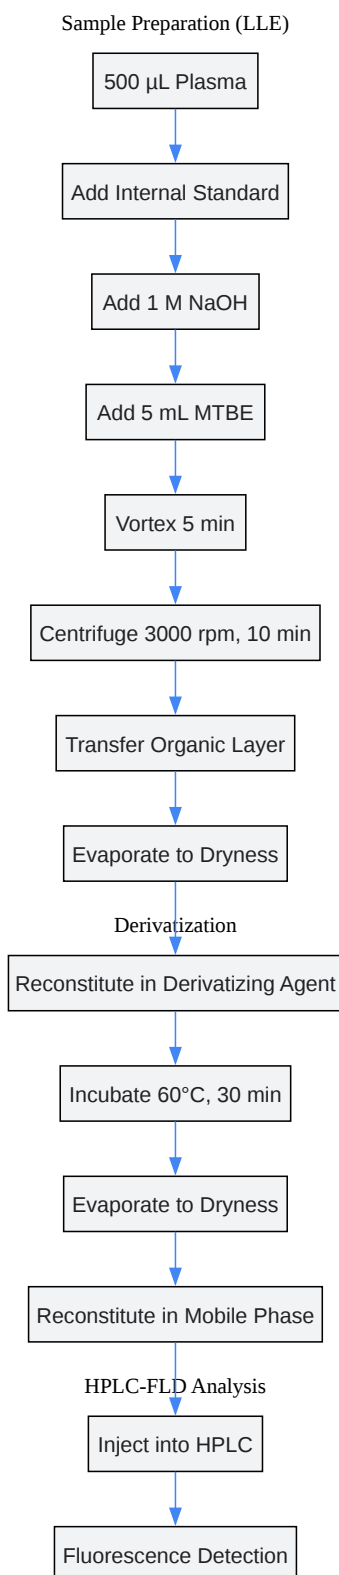 Sample Preparation (LLE)
500 µL Plasma
Add Internal Standard
Add 1 M NaOH
Add 5 mL MTBE
Vortex 5 min
Centrifuge 3000 rpm, 10 min
Transfer Organic Layer
Evaporate to Dryness
Derivatization
Reconstitute in Derivatizing Agent
Incubate 60°C, 30 min
Evaporate to Dryness
Reconstitute in Mobile Phase
HPLC-FLD Analysis
Inject into HPLC
Fluorescence Detection